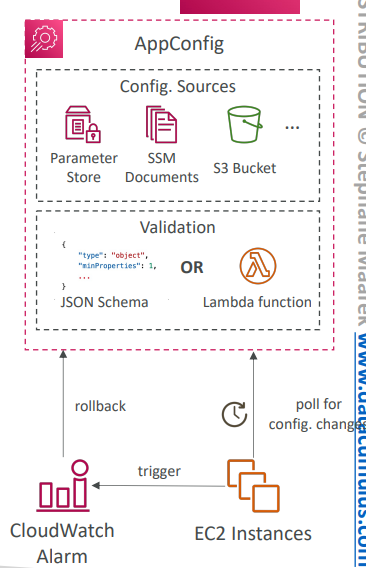 AppConfig
Config. Sources
Parameter
Store
SSM
Documents
S3 Bucket
...
Validation
{
"type": "object",
"minProperties": 1,
...
}
OR
JSON Schema
Lambda function
rollback
poll for
config. changes
trigger
CloudWatch
Alarm
EC2 Instances
STRIBUTION © Stephane Maarek
www.datacumulus.com